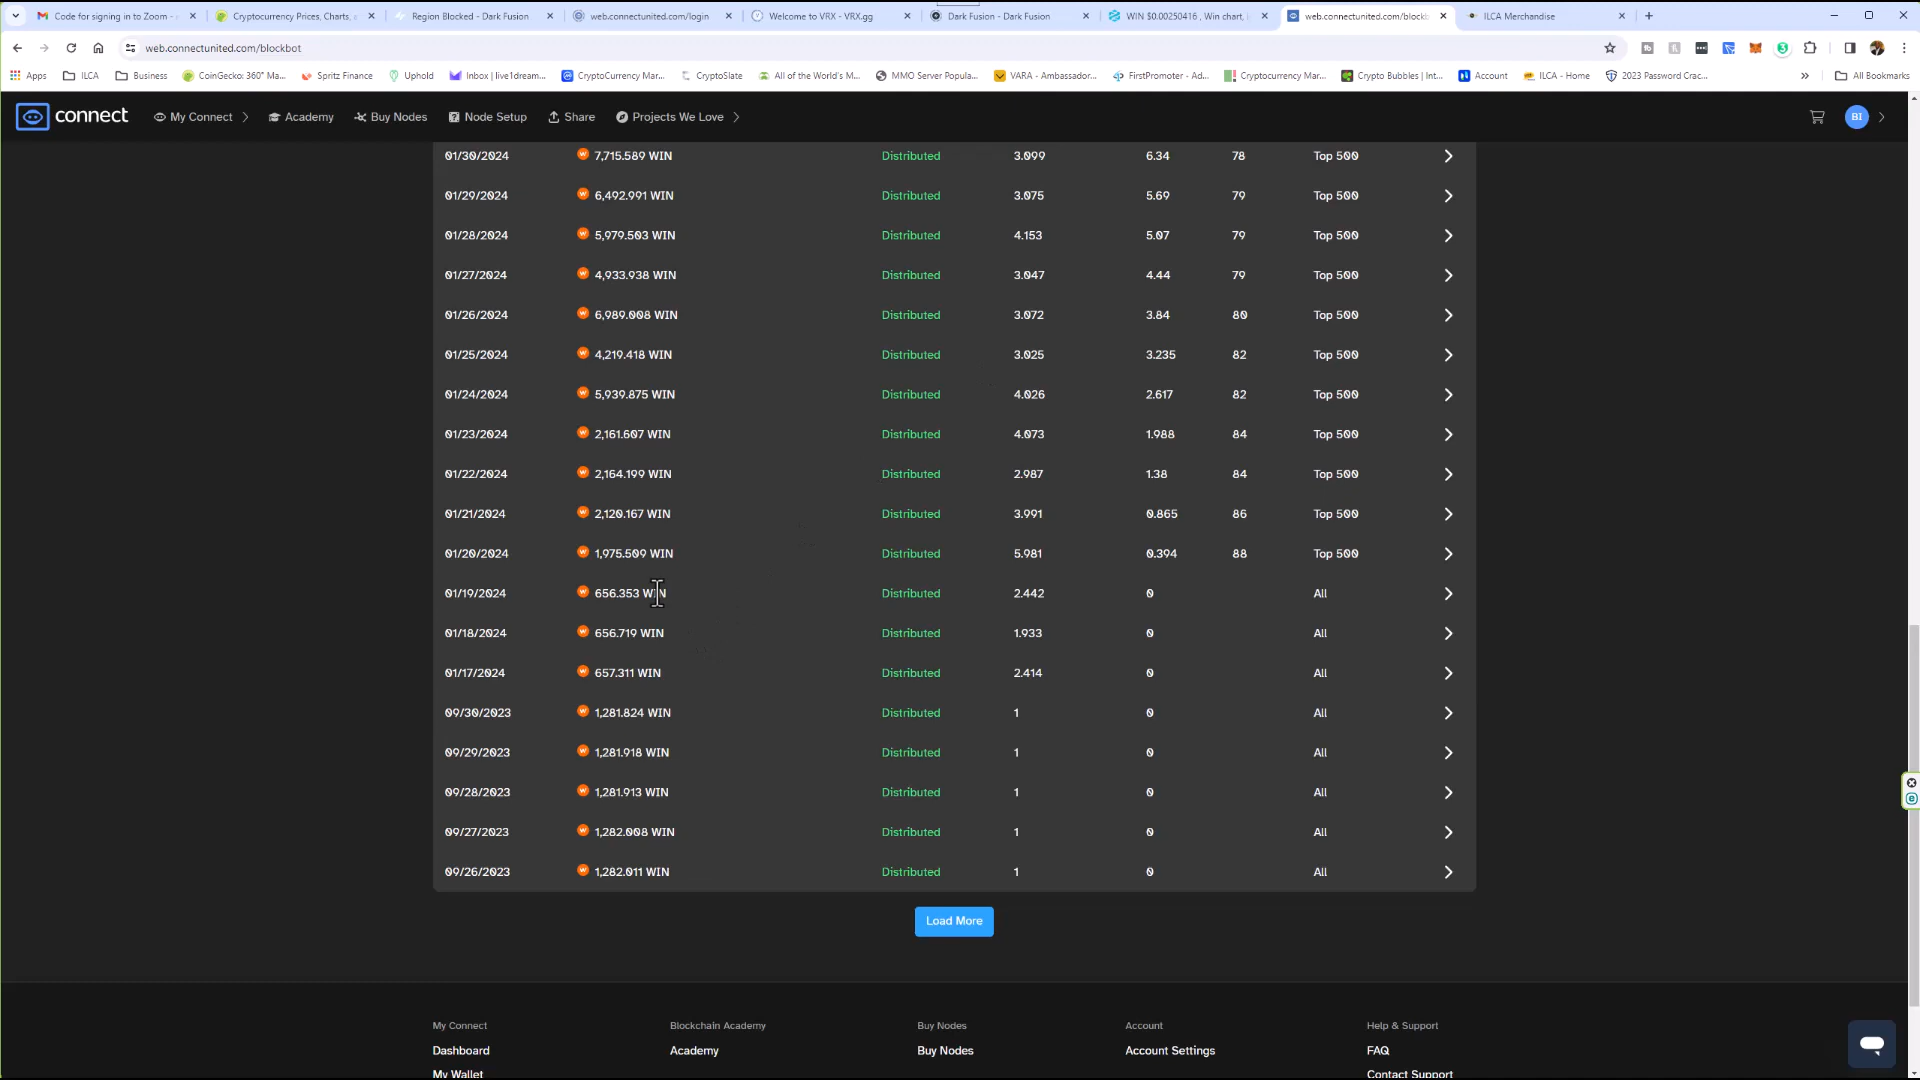 Code for signing in to Zoom - Cryptocurrency Prices, Charts, Region Blocked - Dark Fusion web.connectunited.com/login Welcome to VRX - VRX.gg Dark Fusion - Dark Fusion WIN $0.00250416 , Win chart, web.connectunited.com/blockb ILCA Merchandise
web.connectunited.com/blockbot
Apps ILCA Business CoinGecko: 360° Ma... Spritz Finance Uphold Inbox | live1dream... CryptoCurrency Mar... CryptoSlate All of the World's M... MMO Server Popula... VARA - Ambassador... FirstPromoter - Ad... Cryptocurrency Mar... Crypto Bubbles | Int... Account ILCA - Home 2023 Password Crac... » All Bookmarks
connect My Connect Academy Buy Nodes Node Setup Share Projects We Love BI
01/30/2024 7,715.589 WIN Distributed 3.099 6.34 78 Top 500
01/29/2024 6,492.991 WIN Distributed 3.075 5.69 79 Top 500
01/28/2024 5,979.503 WIN Distributed 4.153 5.07 79 Top 500
01/27/2024 4,933.938 WIN Distributed 3.047 4.44 79 Top 500
01/26/2024 6,989.008 WIN Distributed 3.072 3.84 80 Top 500
01/25/2024 4,219.418 WIN Distributed 3.025 3.235 82 Top 500
01/24/2024 5,939.875 WIN Distributed 4.026 2.617 82 Top 500
01/23/2024 2,161.607 WIN Distributed 4.073 1.988 84 Top 500
01/22/2024 2,164.199 WIN Distributed 2.987 1.38 84 Top 500
01/21/2024 2,120.167 WIN Distributed 3.991 0.865 86 Top 500
01/20/2024 1,975.509 WIN Distributed 5.981 0.394 88 Top 500
01/19/2024 656.353 WIN Distributed 2.442 0 All
01/18/2024 656.719 WIN Distributed 1.933 0 All
01/17/2024 657.311 WIN Distributed 2.414 0 All
09/30/2023 1,281.824 WIN Distributed 1 0 All
09/29/2023 1,281.918 WIN Distributed 1 0 All
09/28/2023 1,281.913 WIN Distributed 1 0 All
09/27/2023 1,282.008 WIN Distributed 1 0 All
09/26/2023 1,282.011 WIN Distributed 1 0 All
Load More
My Connect Blockchain Academy Buy Nodes Account Help & Support
Dashboard Academy Buy Nodes Account Settings FAQ
My Wallet Contact Support